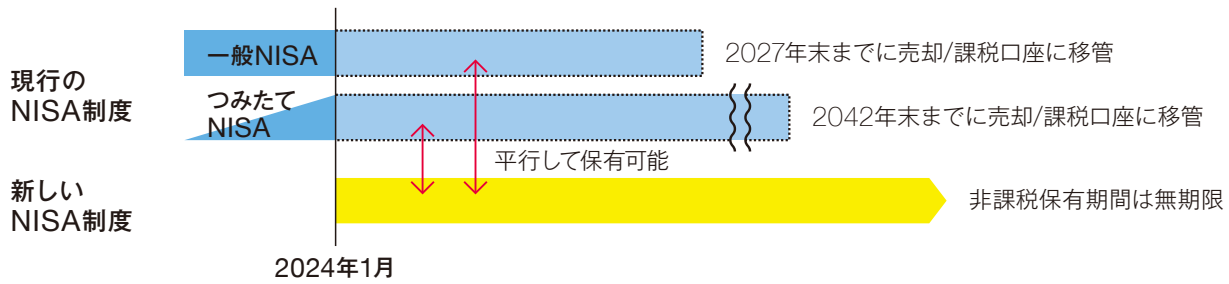 一般NISA
2027年末までに売却/課税口座に移管
現行の
NISA制度
つみたて
NISA
2042年末までに売却/課税口座に移管
平行して保有可能
新しい
NISA制度
非課税保有期間は無期限
2024年1月